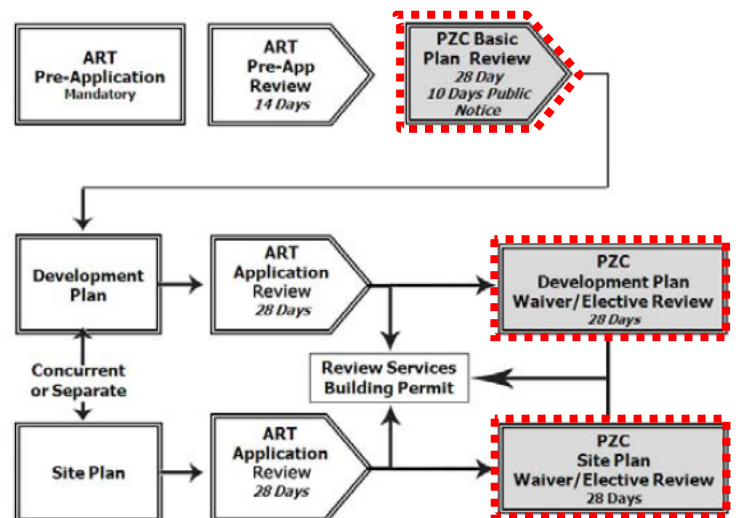 ART
Pre-Application
Mandatory
ART
Pre-App
Review
14 Days
PZC Basic
Plan Review
28 Day
10 Days Public
Notice
Development
Plan
ART
Application
Review
28 Days
PZC
Development Plan
Waiver/Elective Review
28 Days
Concurrent
or Separate
Review Services
Building Permit
Site Plan
ART
Application
Review
28 Days
PZC
Site Plan
Waiver/Elective Review
28 Days